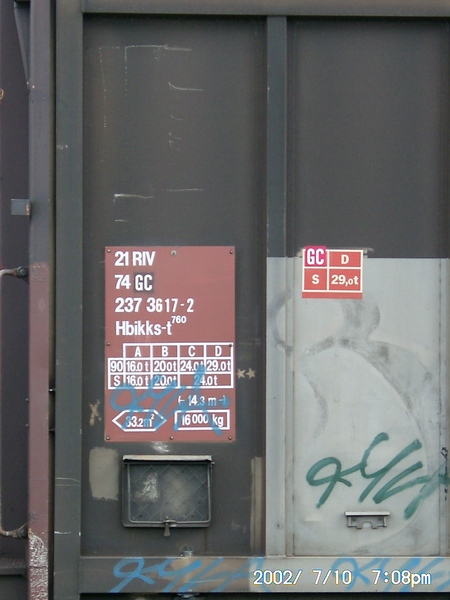 21 RIV
74 GC
237 3617-2
Hbikks-t760
A B C D
90 16.0t 20.0t 24.0t 29.0t
S 16.0t 20.0t 24.0t
14.3 m
33.2 m² 16 000 kg
GC D
S 29,0t
2002/ 7/10 7:08pm